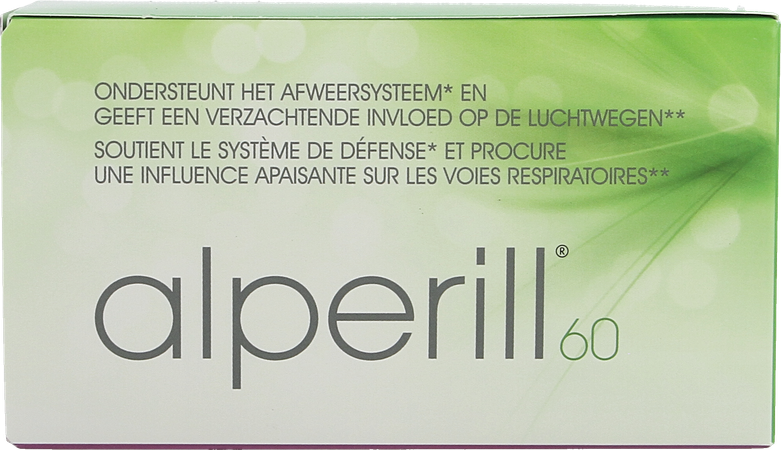 ONDERSTEUNT HET AFWEERSYSTEEM* EN
GEEFT EEN VERZACHTENDE INVLOED OP DE LUCHTWEGEN**
SOUTIENT LE SYSTÈME DE DÉFENSE* ET PROCURE
UNE INFLUENCE APAISANTE SUR LES VOIES RESPIRATOIRES**
alperill® 60